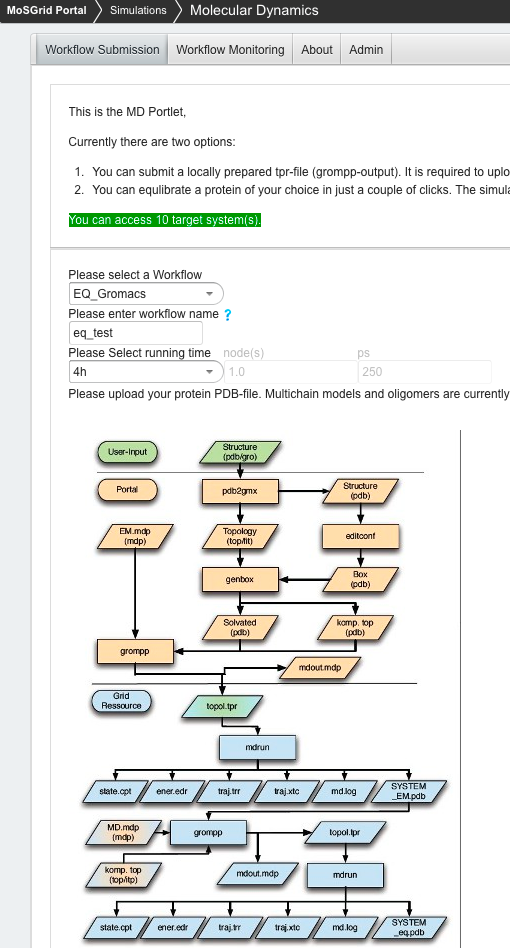 MoSGrid Portal Simulations Molecular Dynamics
Workflow Submission Workflow Monitoring About Admin
This is the MD Portlet,
Currently there are two options:
1. You can submit a locally prepared tpr-file (grompp-output). It is required to uplo
2. You can equlibrate a protein of your choice in just a couple of clicks. The simula
You can access 10 target system(s).
Please select a Workflow
EQ_Gromacs
Please enter workflow name ?
eq_test
Please Select running time node(s) ps
4h 1.0 250
Please upload your protein PDB-file. Multichain models and oligomers are currently
User-Input
Structure
(pdb/gro)
Portal
pdb2gmx
Structure
(pdb)
EM.mdp
(mdp)
Topology
(top/itt)
editconf
genbox
Box
(pdb)
Solvated
(pdb)
komp. top
(pdb)
grompp
mdout.mdp
Grid
Ressource
topol.tpr
mdrun
state.cpt ener.edr traj.trr traj.xtc md.log SYSTEM
_EM.pdb
MD.mdp
(mdp)
grompp
topol.tpr
komp. top
(top/itp)
mdout.mdp
mdrun
state.cpt ener.edr traj.trr traj.xtc md.log SYSTEM
_eq.pdb